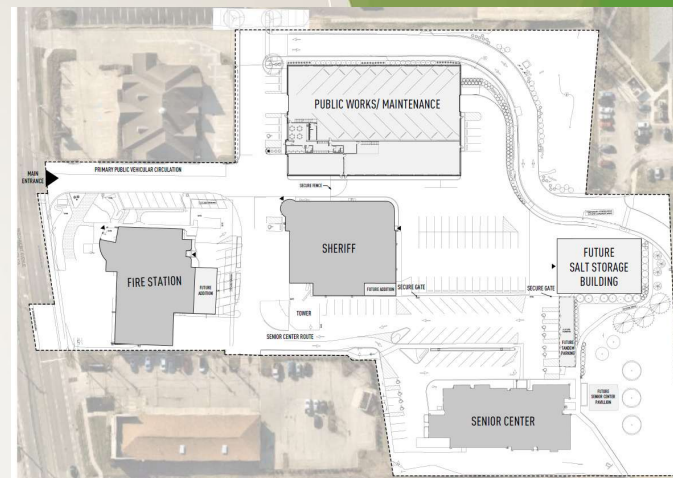 PUBLIC WORKS/ MAINTENANCE
PRIMARY PUBLIC VEHICULAR CIRCULATION
MAIN
ENTRANCE
SECURE FENCE
SHERIFF
FUTURE
SALT STORAGE
BUILDING
FIRE STATION
FUTURE
ADDITION
FUTURE ADDITION
SECURE GATE
SECURE GATE
TOWER
SENIOR CENTER ROUTE
FUTURE
TANDEM
PARKING
FUTURE
SENIOR CENTER
PAVILION
SENIOR CENTER